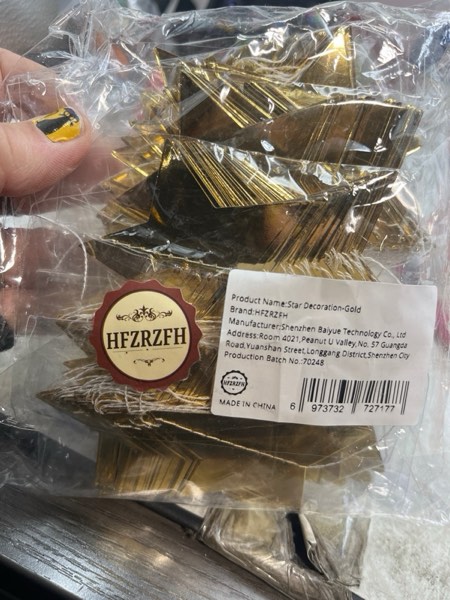 HFZRZFH
Product Name:Star Decoration-Gold
Brand:HFZRZFH
Manufacturer:Shenzhen Baiyue Technology Co., Ltd
Address:Room 4021,Peanut U Valley,No. 57 Guangda
Road,Yuanshan Street,Longgang District,Shenzhen City
Production Batch No.:70248
HFZRZFH
MADE IN CHINA
6 973732 727177